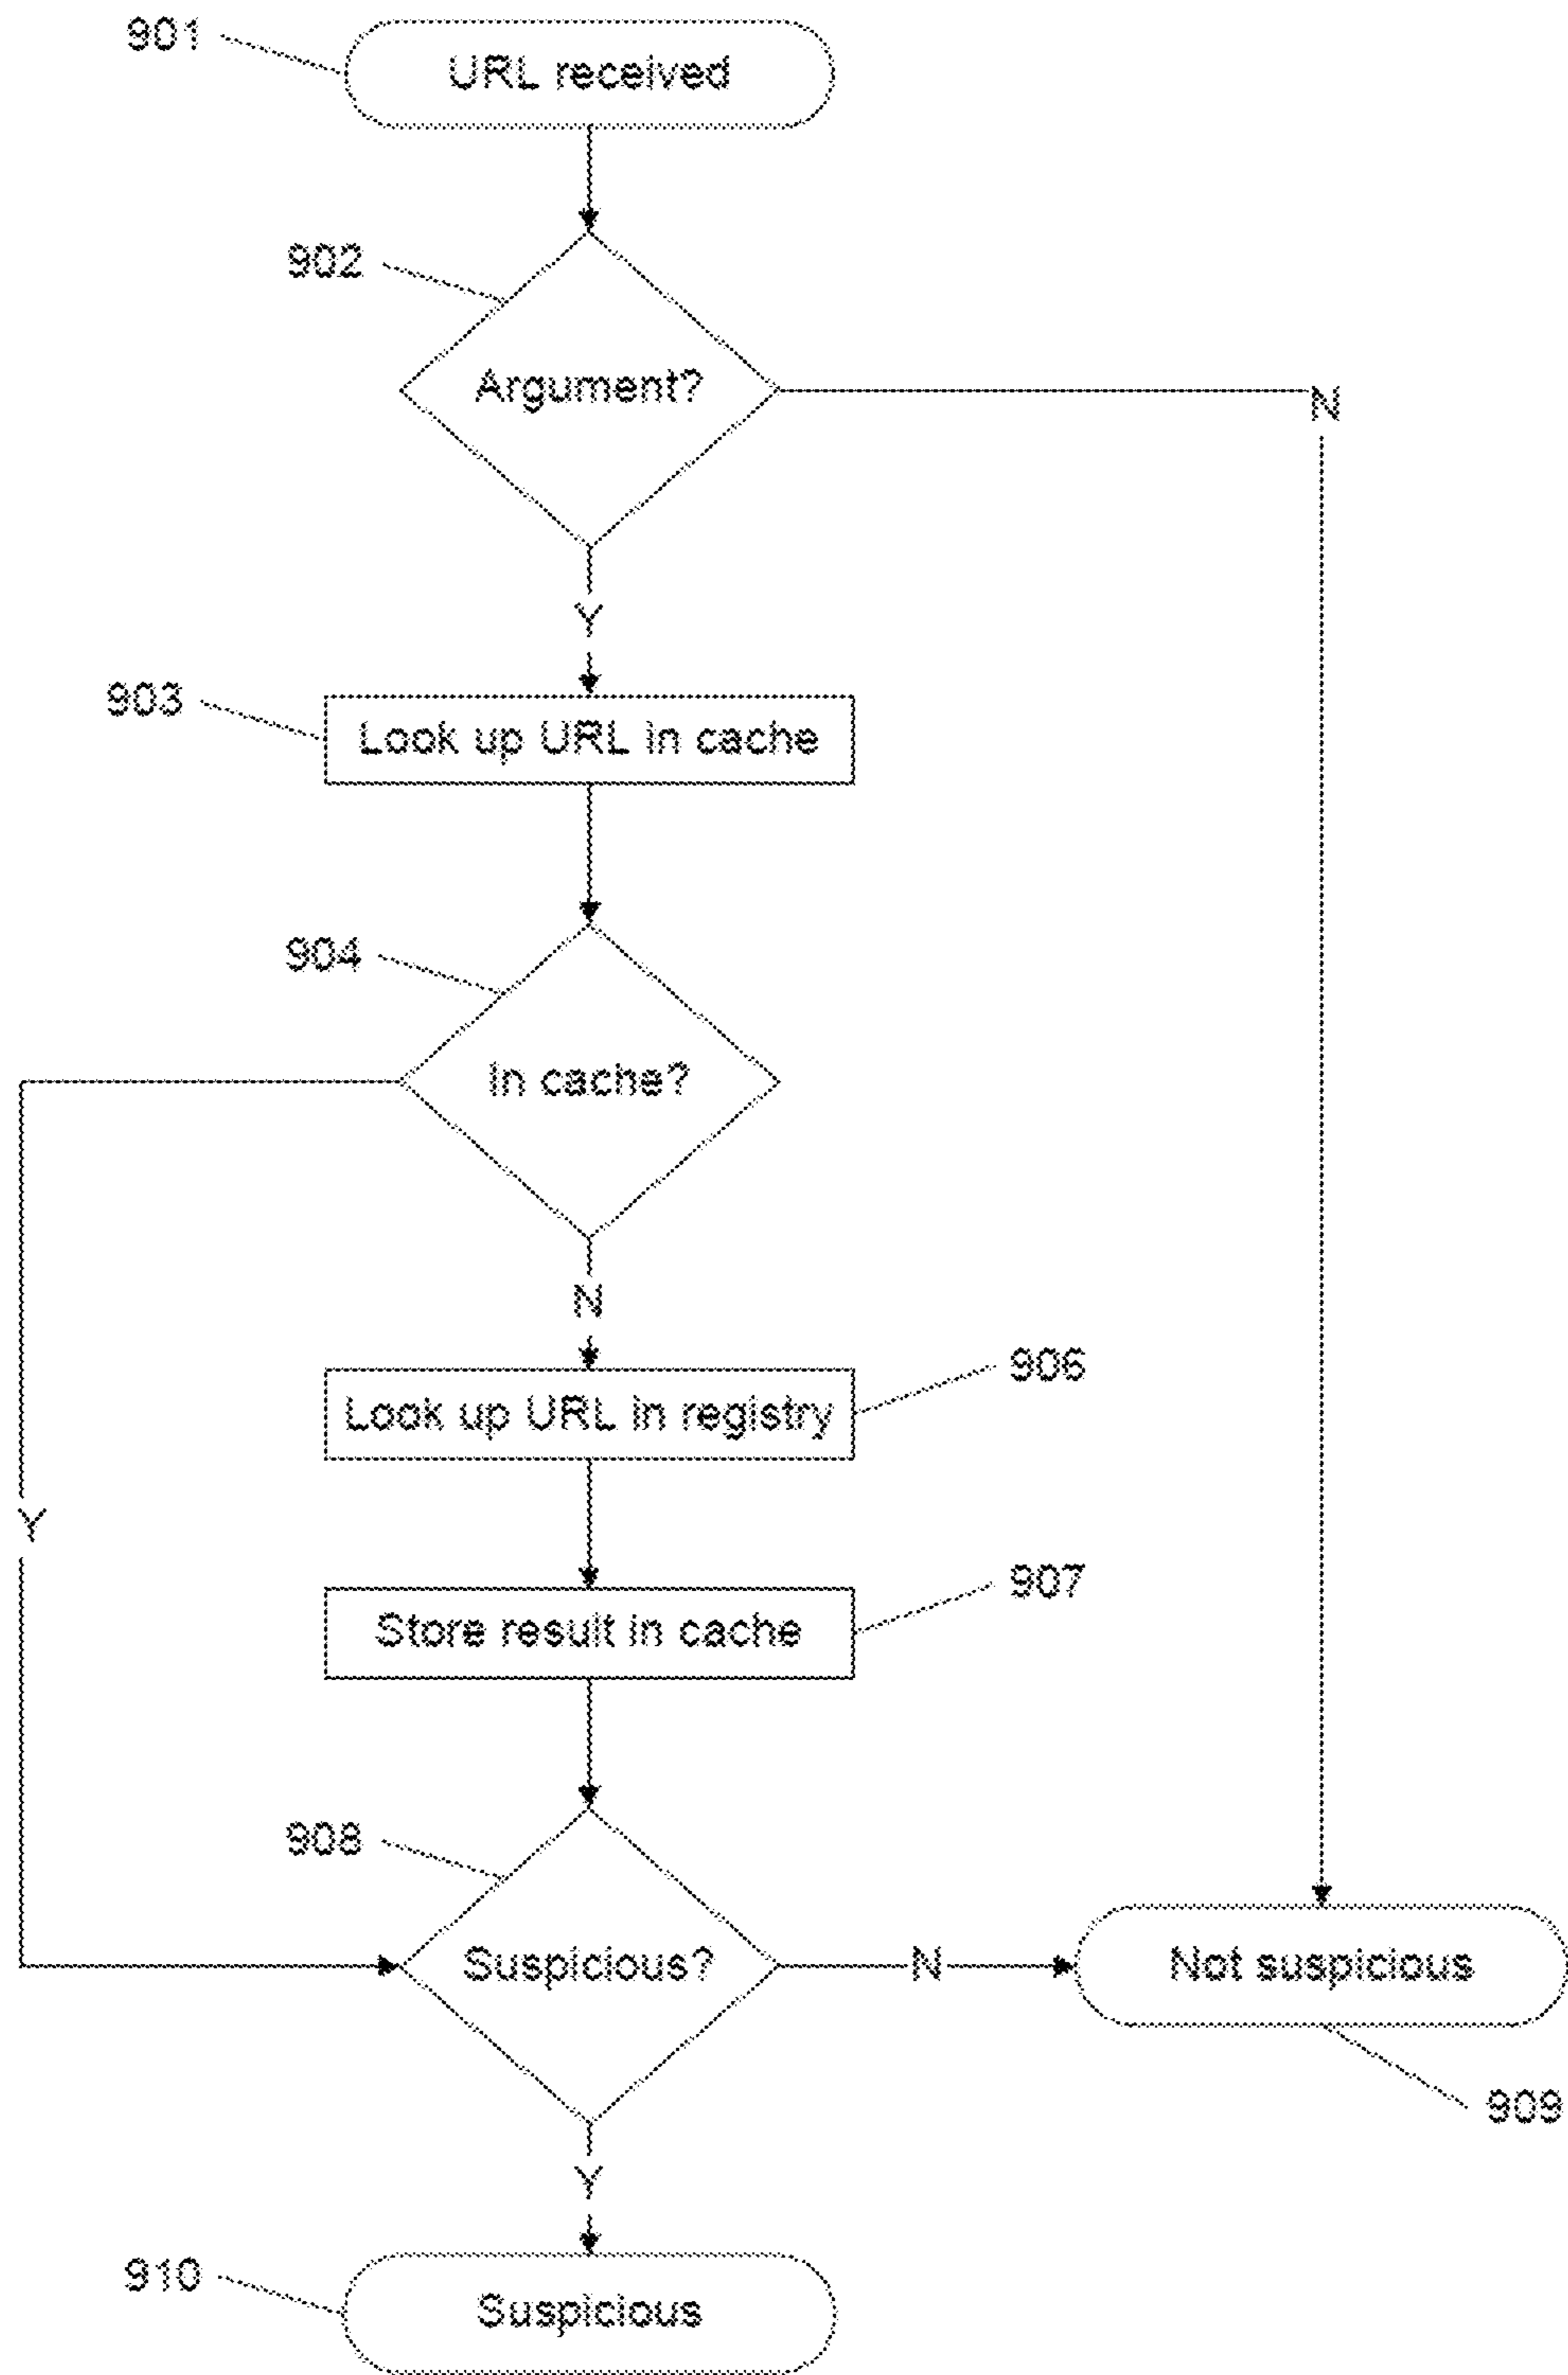 901
URL received
902
Argument?
N
Y
903
Look up URL in cache
904
In cache?
N
906
Look up URL in registry
Y
907
Store result in cache
908
Suspicious?
N
Not suspicious
909
Y
910
Suspicious